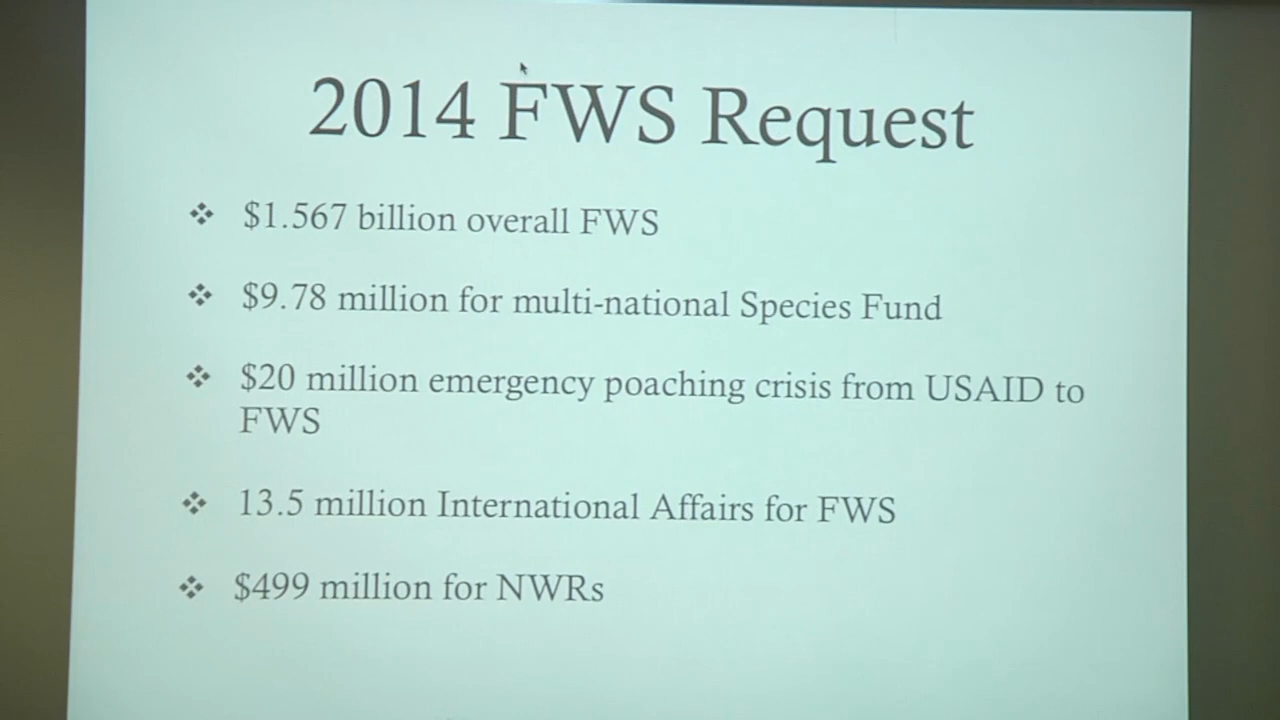 2014 FWS Request
$1.567 billion overall FWS
$9.78 million for multi-national Species Fund
$20 million emergency poaching crisis from USAID to
FWS
13.5 million International Affairs for FWS
$499 million for NWRs